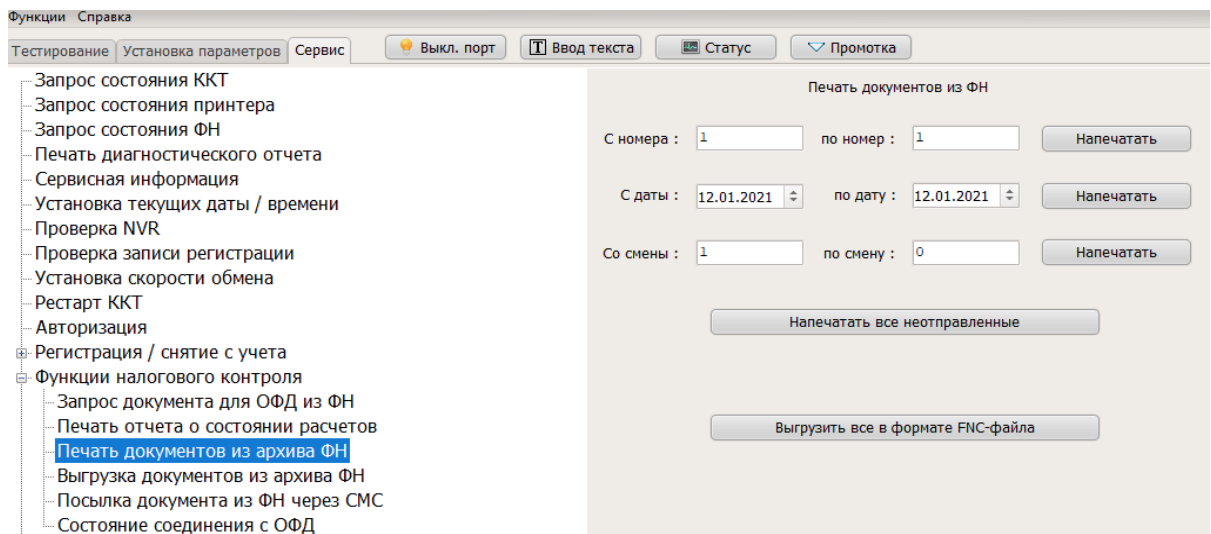 Функции Справка
Тестирование Установка параметров Сервис Выкл. порт Ввод текста Статус Промотка
Запрос состояния ККТ
Запрос состояния принтера
Запрос состояния ФН
Печать диагностического отчета
Сервисная информация
Установка текущих даты / времени
Проверка NVR
Проверка записи регистрации
Установка скорости обмена
Рестарт ККТ
Авторизация
Регистрация / снятие с учета
Функции налогового контроля
Запрос документа для ОФД из ФН
Печать отчета о состоянии расчетов
Печать документов из архива ФН
Выгрузка документов из архива ФН
Посылка документа из ФН через СМС
Состояние соединения с ОФД
Печать документов из ФН
С номера : 1 по номер : 1 Напечатать
С даты : 12.01.2021 по дату : 12.01.2021 Напечатать
Со смены : 1 по смену : 0 Напечатать
Напечатать все неотправленные
Выгрузить все в формате FNC-файла